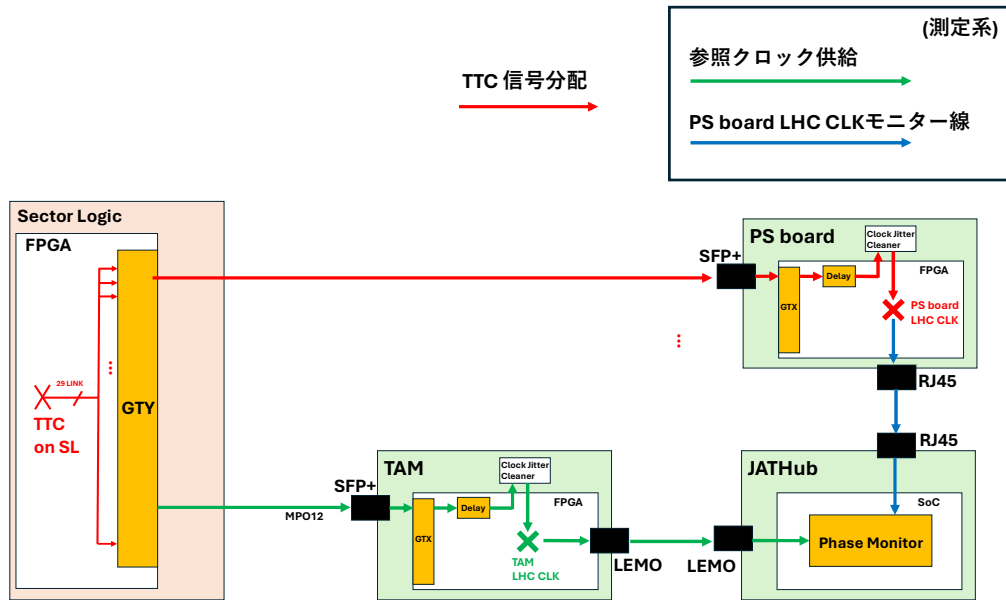 (測定系)
参照クロック供給
PS board LHC CLKモニター線
TTC 信号分配
Sector Logic
FPGA
29 LINK
TTC
on SL
GTY
MPO12
SFP+
PS board
Clock Jitter
Cleaner
FPGA
Delay
GTX
PS board
LHC CLK
RJ45
RJ45
SFP+
TAM
Clock Jitter
Cleaner
FPGA
Delay
GTX
TAM
LHC CLK
LEMO
LEMO
JATHub
SoC
Phase Monitor